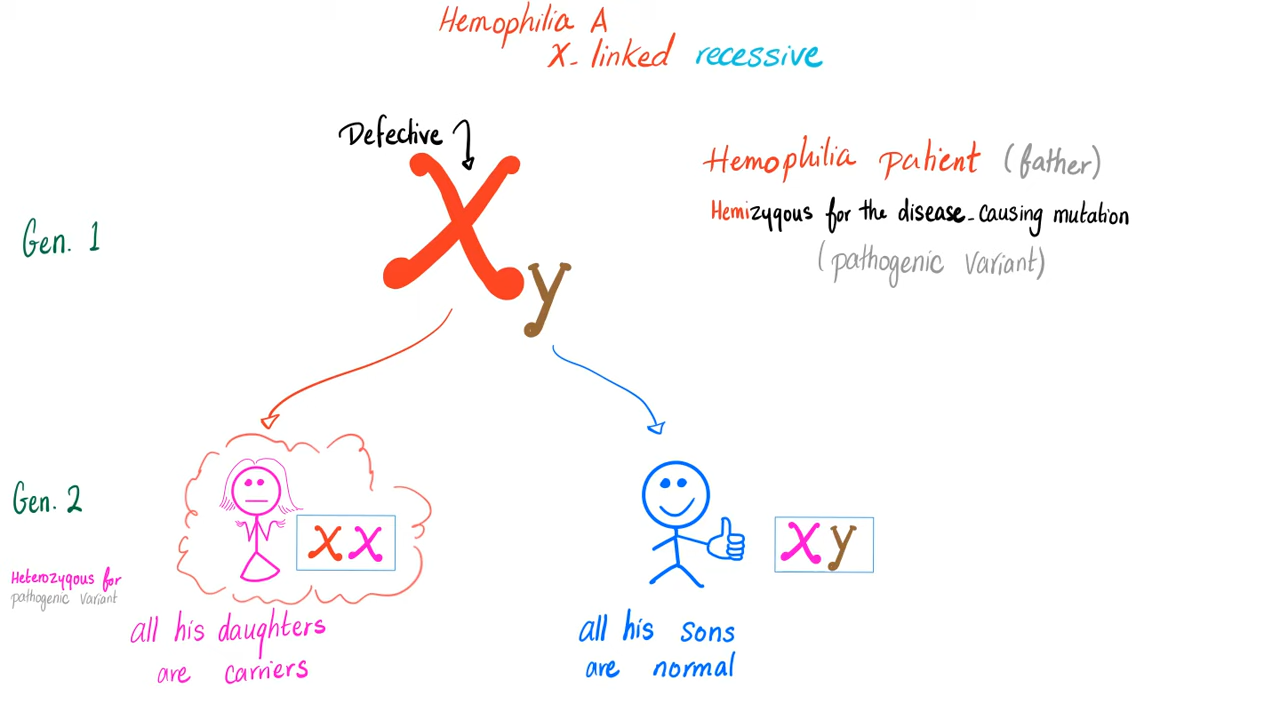 Hemophilia A
X-linked recessive
Defective
Hemophilia patient (father)
Hemizygous for the disease-causing mutation
(pathogenic variant)
Gen. 1
X y
Gen. 2
X X
X y
Heterozygous for
pathogenic variant
all his daughters
are carriers
all his sons
are normal